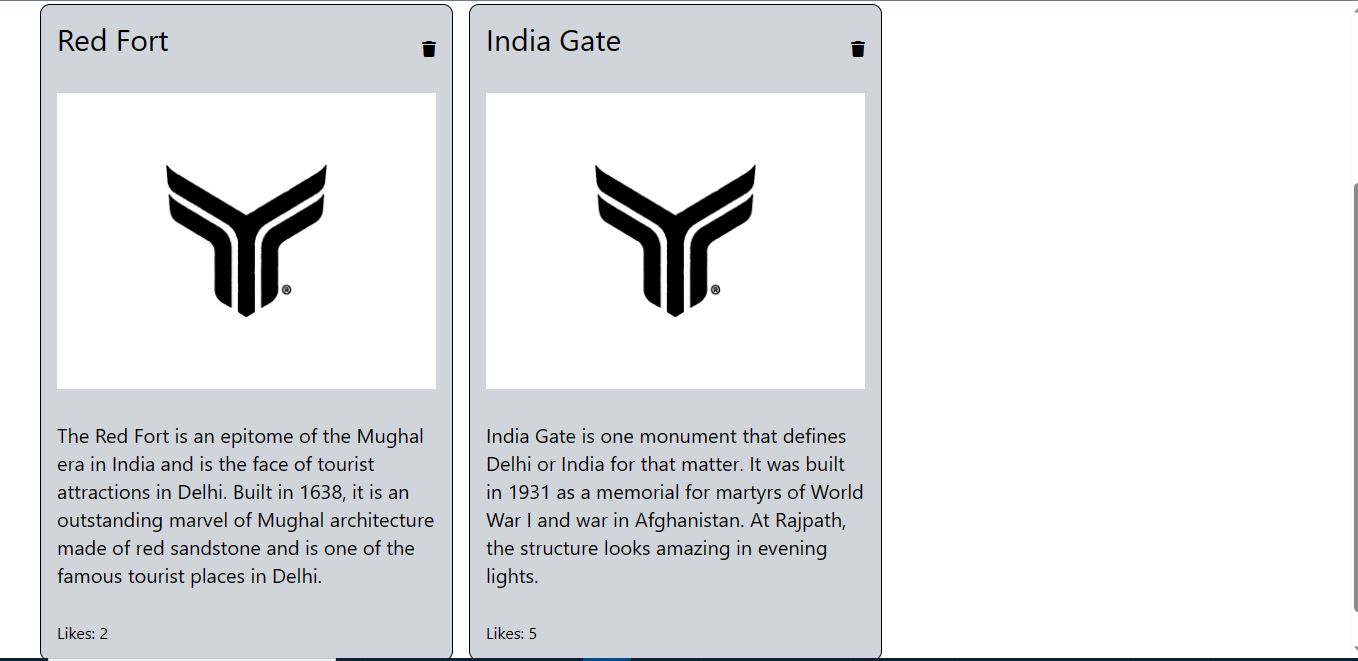 Red Fort
®
The Red Fort is an epitome of the Mughal
era in India and is the face of tourist
attractions in Delhi. Built in 1638, it is an
outstanding marvel of Mughal architecture
made of red sandstone and is one of the
famous tourist places in Delhi.
Likes: 2
India Gate
®
India Gate is one monument that defines
Delhi or India for that matter. It was built
in 1931 as a memorial for martyrs of World
War I and war in Afghanistan. At Rajpath,
the structure looks amazing in evening
lights.
Likes: 5